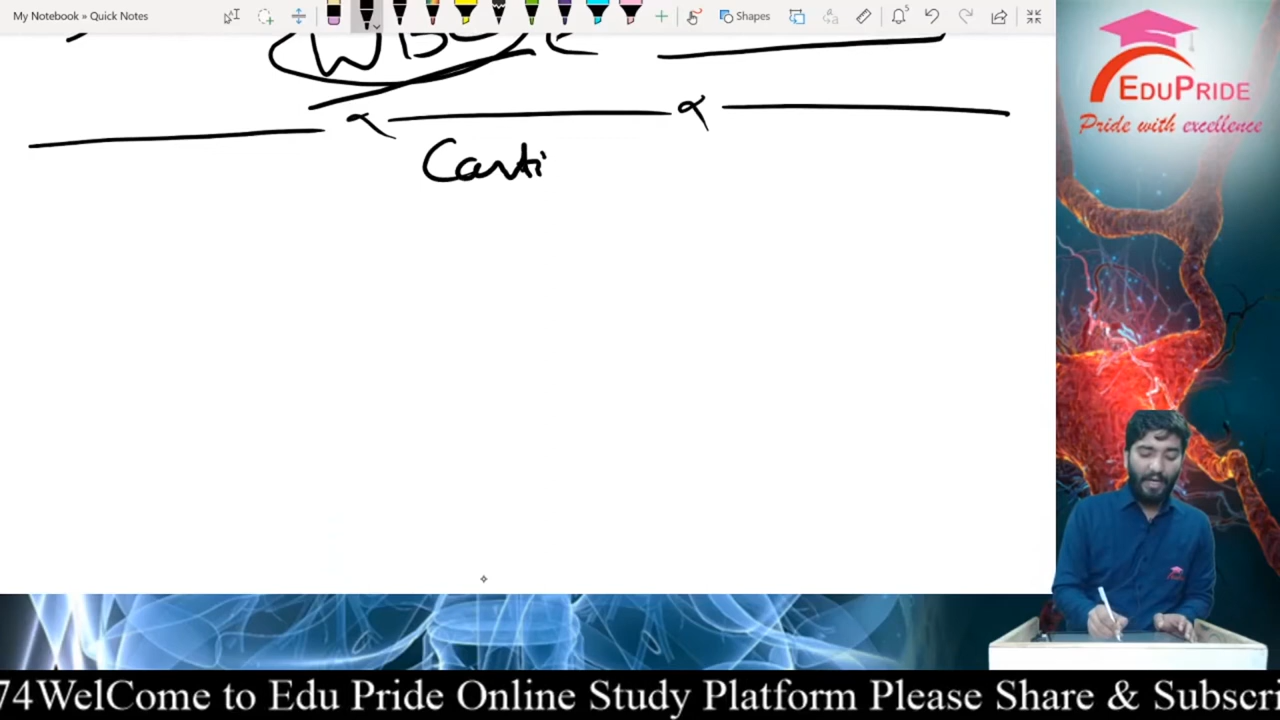 My Notebook » Quick Notes
Shapes
5
Carti
EDUPRIDE
Pride with excellence
74WelCome to Edu Pride Online Study Platform Please Share & Subscri